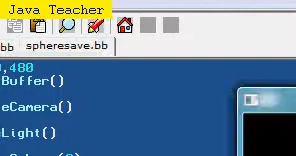 Java Teacher
bb spheresave.bb
,480
Buffer()
eCamera()
Light()